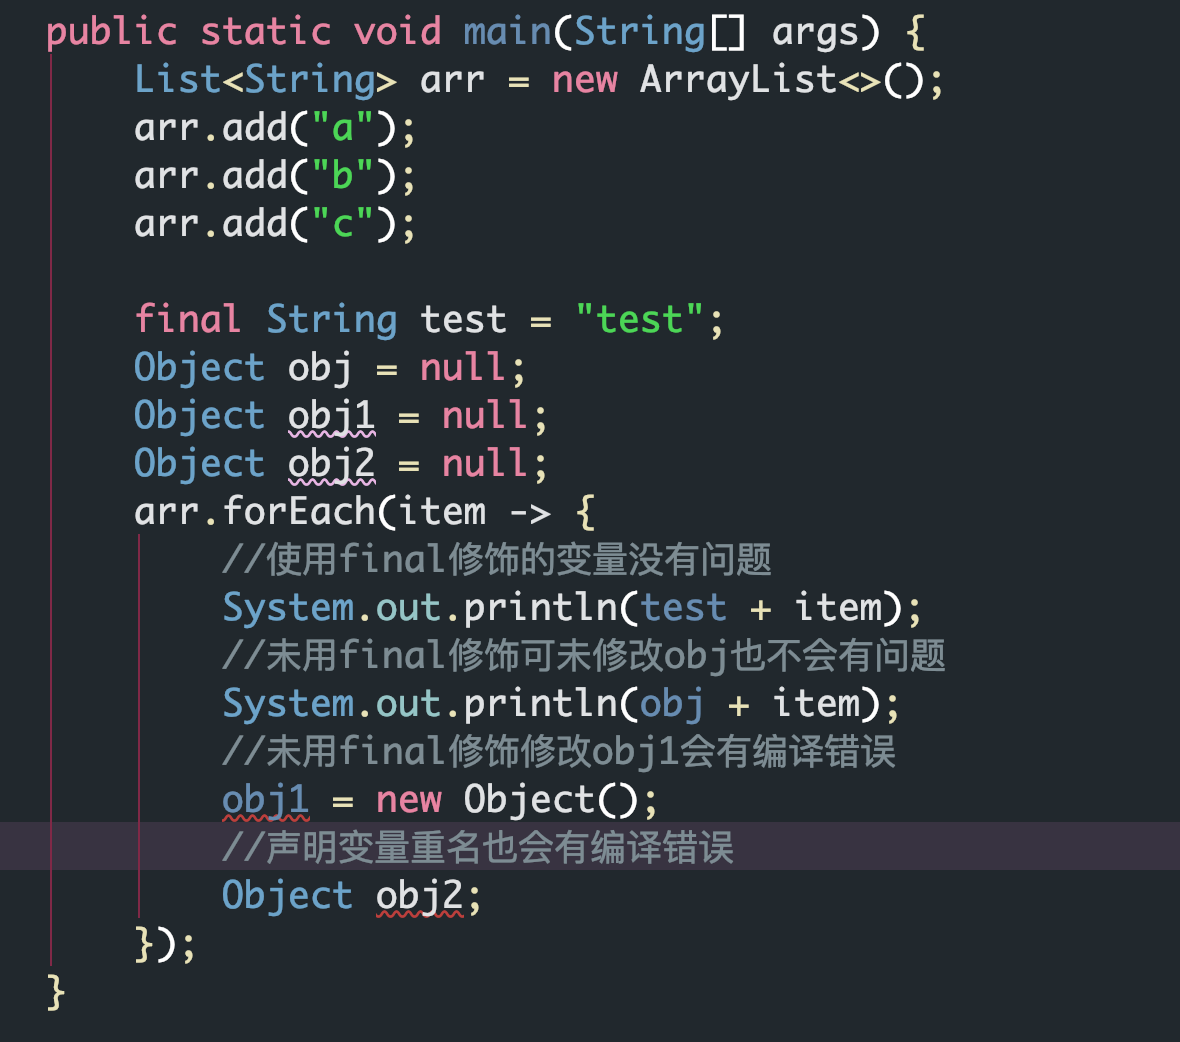 public static void main(String[] args) {
List<String> arr = new ArrayList<>();
arr.add("a");
arr.add("b");
arr.add("c");
final String test = "test";
Object obj = null;
Object obj1 = null;
Object obj2 = null;
arr.forEach(item -> {
//使用final修饰的变量没有问题
System.out.println(test + item);
//未用final修饰可未修改obj也不会有问题
System.out.println(obj + item);
//未用final修饰修改obj1会有编译错误
obj1 = new Object();
//声明变量重名也会有编译错误
Object obj2;
});
}